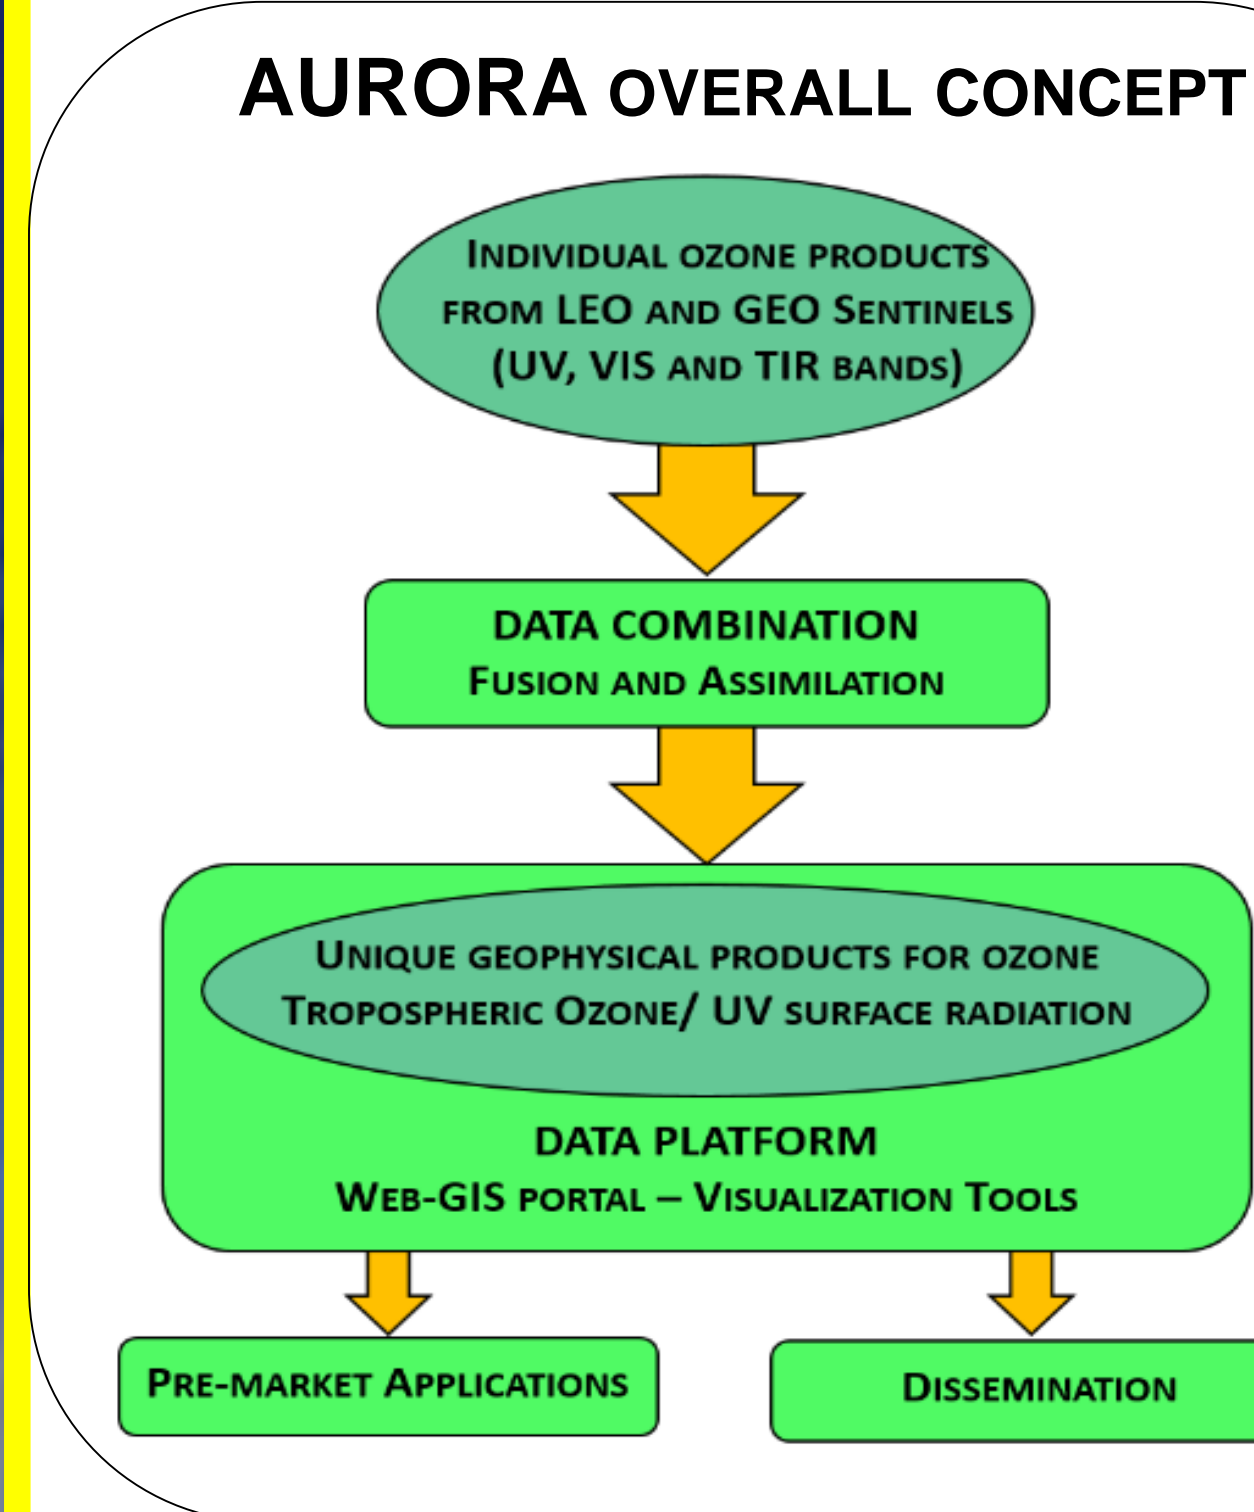 AURORA OVERALL CONCEPT
INDIVIDUAL OZONE PRODUCTS
FROM LEO AND GEO SENTINELS
(UV, VIS AND TIR BANDS)
DATA COMBINATION
FUSION AND ASSIMILATION
UNIQUE GEOPHYSICAL PRODUCTS FOR OZONE
TROPOSPHERIC OZONE/ UV SURFACE RADIATION
DATA PLATFORM
WEB-GIS PORTAL – VISUALIZATION TOOLS
PRE-MARKET APPLICATIONS
DISSEMINATION